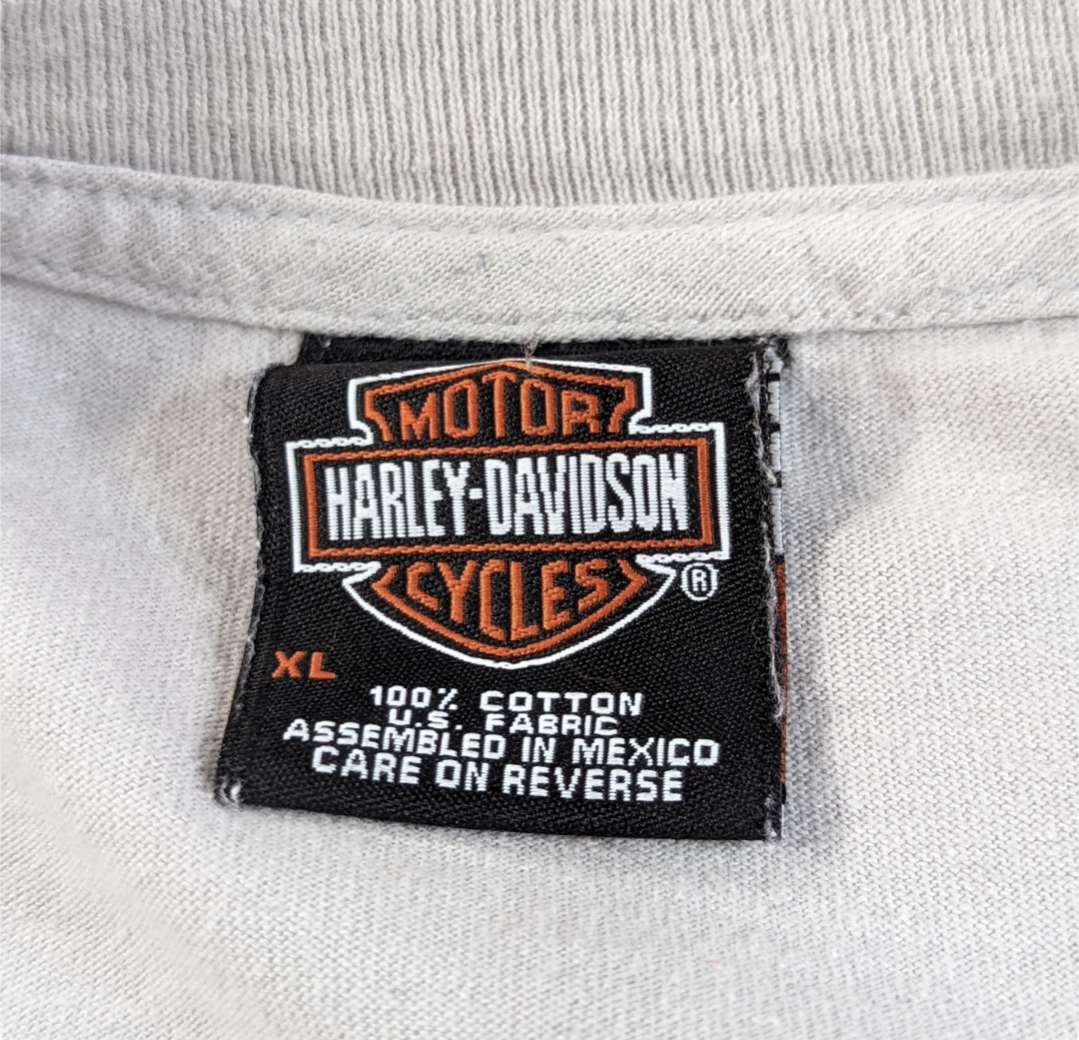 MOTOR
HARLEY-DAVIDSON
CYCLES
®
XL
100% COTTON
U.S. FABRIC
ASSEMBLED IN MEXICO
CARE ON REVERSE